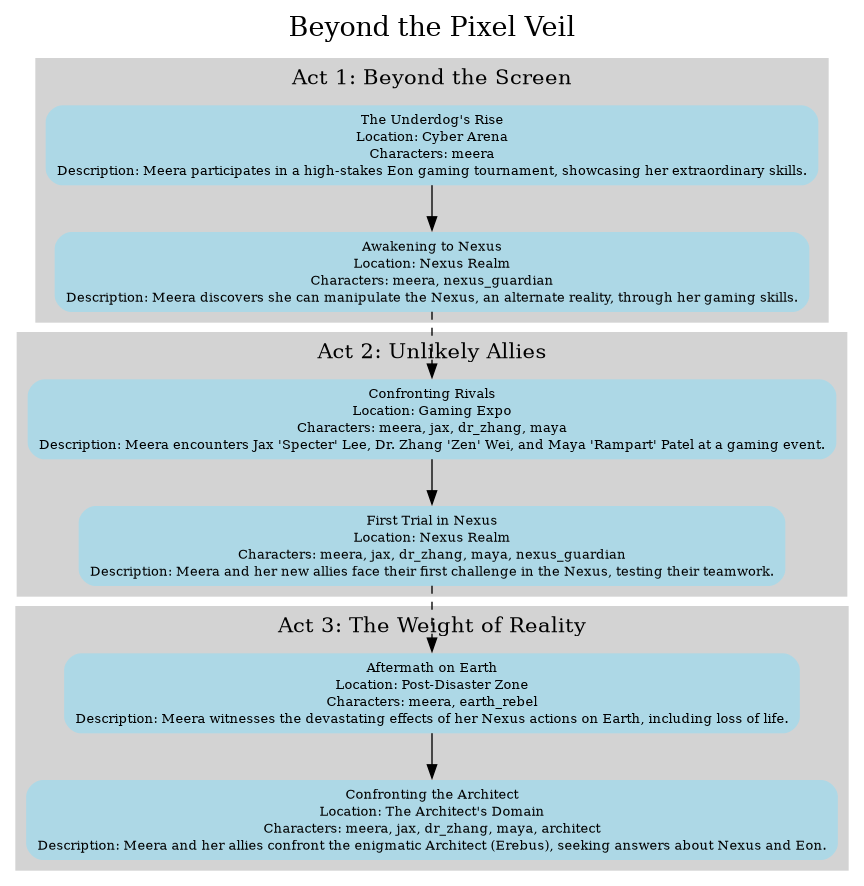 Beyond the Pixel Veil
Act 1: Beyond the Screen
The Underdog's Rise
Location: Cyber Arena
Characters: meera
Description: Meera participates in a high-stakes Eon gaming tournament, showcasing her extraordinary skills.
Awakening to Nexus
Location: Nexus Realm
Characters: meera, nexus_guardian
Description: Meera discovers she can manipulate the Nexus, an alternate reality, through her gaming skills.
Act 2: Unlikely Allies
Confronting Rivals
Location: Gaming Expo
Characters: meera, jax, dr_zhang, maya
Description: Meera encounters Jax 'Specter' Lee, Dr. Zhang 'Zen' Wei, and Maya 'Rampart' Patel at a gaming event.
First Trial in Nexus
Location: Nexus Realm
Characters: meera, jax, dr_zhang, maya, nexus_guardian
Description: Meera and her new allies face their first challenge in the Nexus, testing their teamwork.
Act 3: The Weight of Reality
Aftermath on Earth
Location: Post-Disaster Zone
Characters: meera, earth_rebel
Description: Meera witnesses the devastating effects of her Nexus actions on Earth, including loss of life.
Confronting the Architect
Location: The Architect's Domain
Characters: meera, jax, dr_zhang, maya, architect
Description: Meera and her allies confront the enigmatic Architect (Erebus), seeking answers about Nexus and Eon.